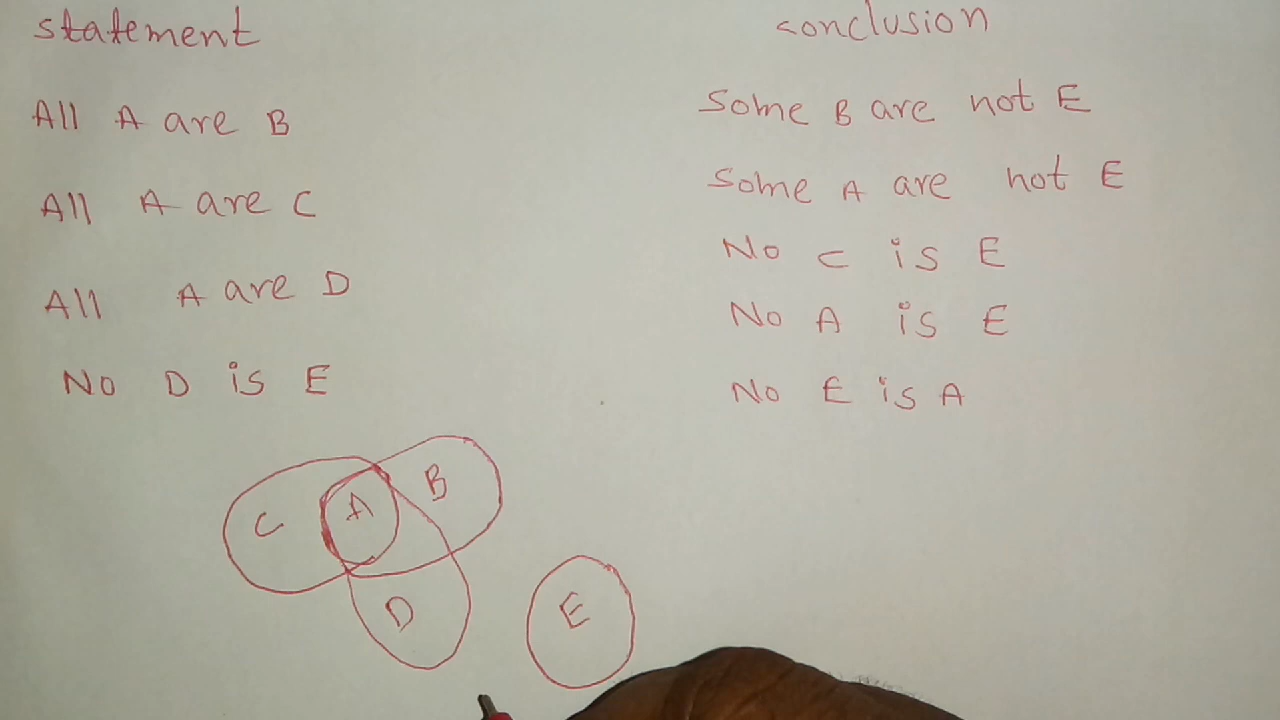 statement
conclusion
All A are B
Some B are not E
All A are C
Some A are not E
All A are D
No C is E
No D is E
No A is E
No E is A
C A B
D E